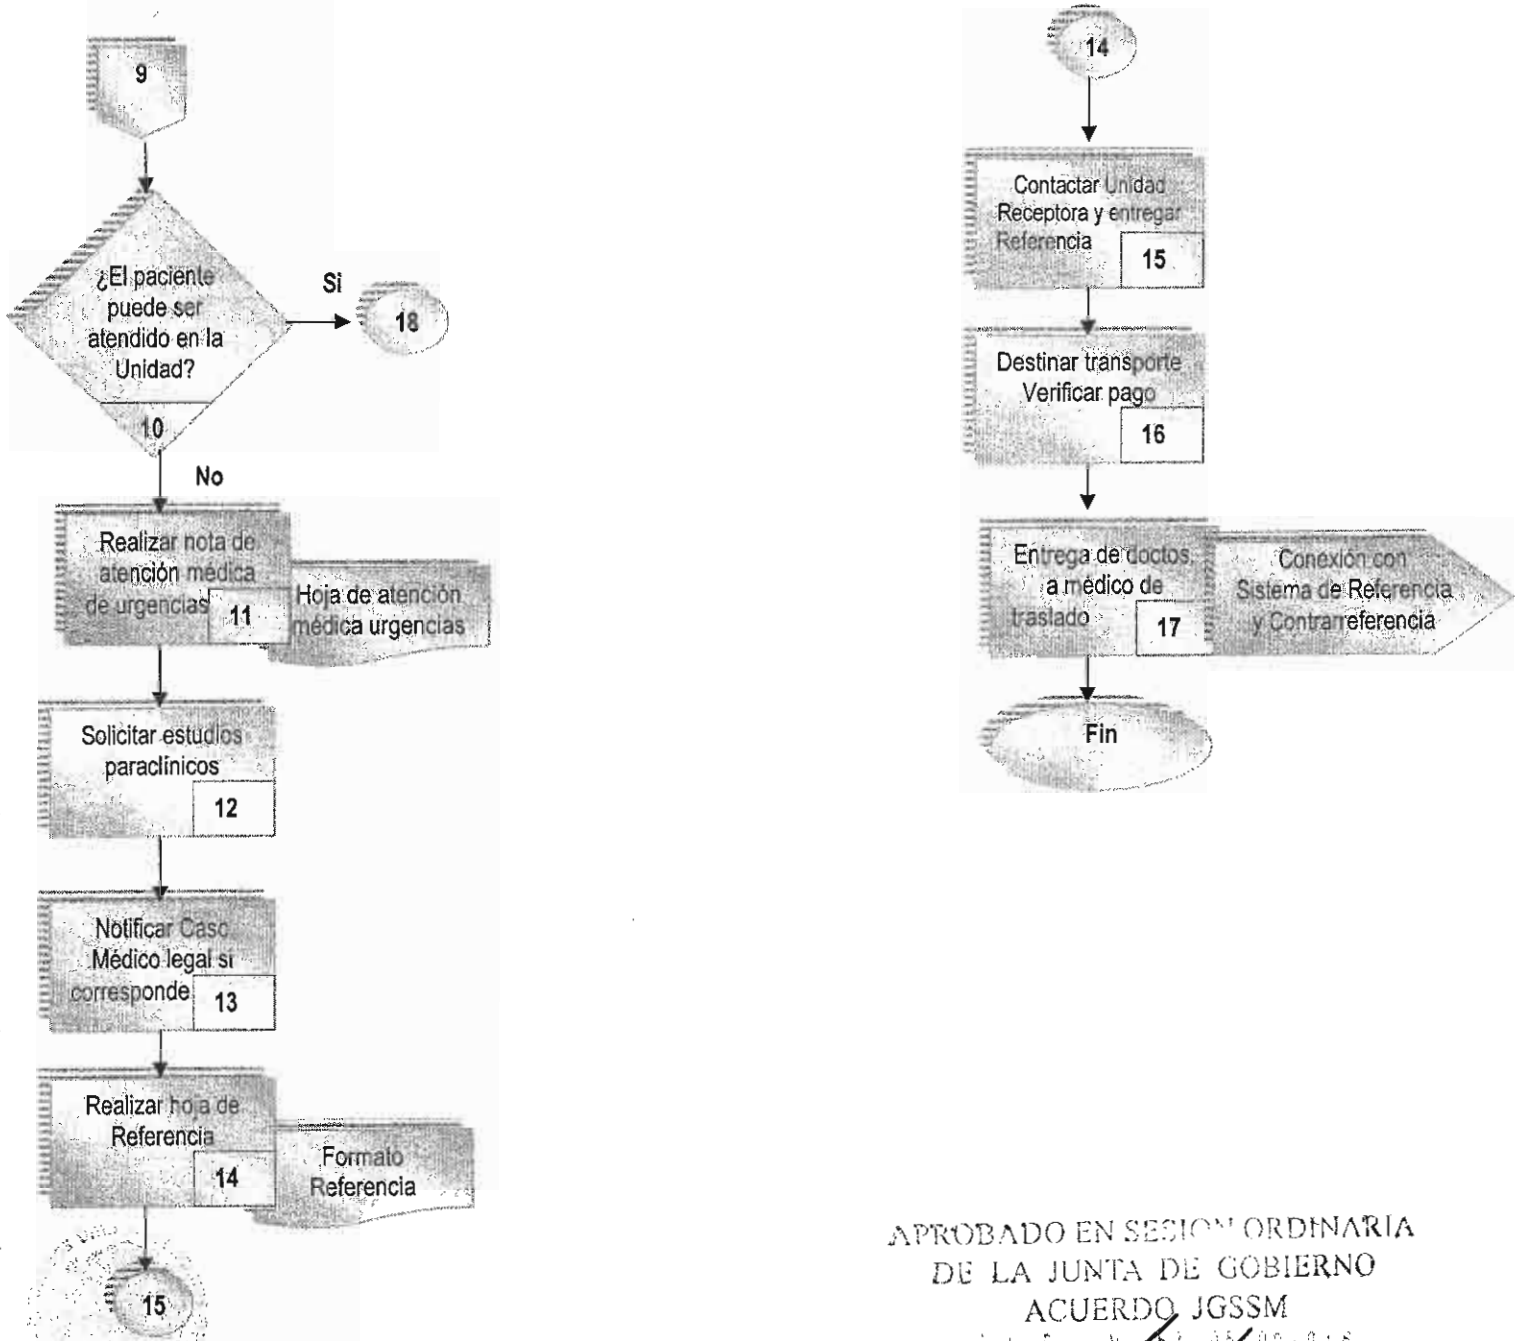 9
¿El paciente
puede ser
atendido en la
Unidad?
10
Si
18
No
Realizar nota de
atención médica
de urgencias
11
Hoja de atención
médica urgencias
Solicitar estudios
paraclínicos
12
Notificar Caso
Médico legal si
corresponde
13
Realizar hoja de
Referencia
14
Formato
Referencia
15
14
Contactar Unidad
Receptora y entregar
Referencia
15
Destinar transporte
Verificar pago
16
Entrega de doctos,
a médico de
traslado
17
Conexión con
Sistema de Referencia
y Contrarreferencia
Fin
APROBADO EN SESION ORDINARIA
DE LA JUNTA DE GOBIERNO
ACUERDO JGSSM